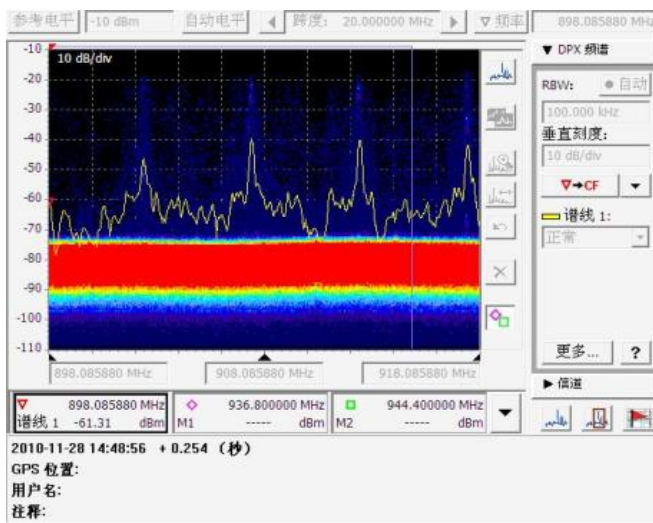 参考电平 -10 dBm 自动电平 跨度: 20.000000 MHz 频率 898.085880 MHz
10 dB/div
-10
-20
-30
-40
-50
-60
-70
-80
-90
-100
-110
898.085880 MHz 908.085880 MHz 918.085880 MHz
DPX 频谱
RBW: 自动
100.000 kHz
垂直刻度:
10 dB/div
→CF
谱线 1:
正常
更多... ?
信道
898.085880 MHz 936.800000 MHz 944.400000 MHz
谱线 1 -61.31 dBm M1 ----- dBm M2 ----- dBm
2010-11-28 14:48:56 + 0.254 (秒)
GPS 位置:
用户名:
注释: